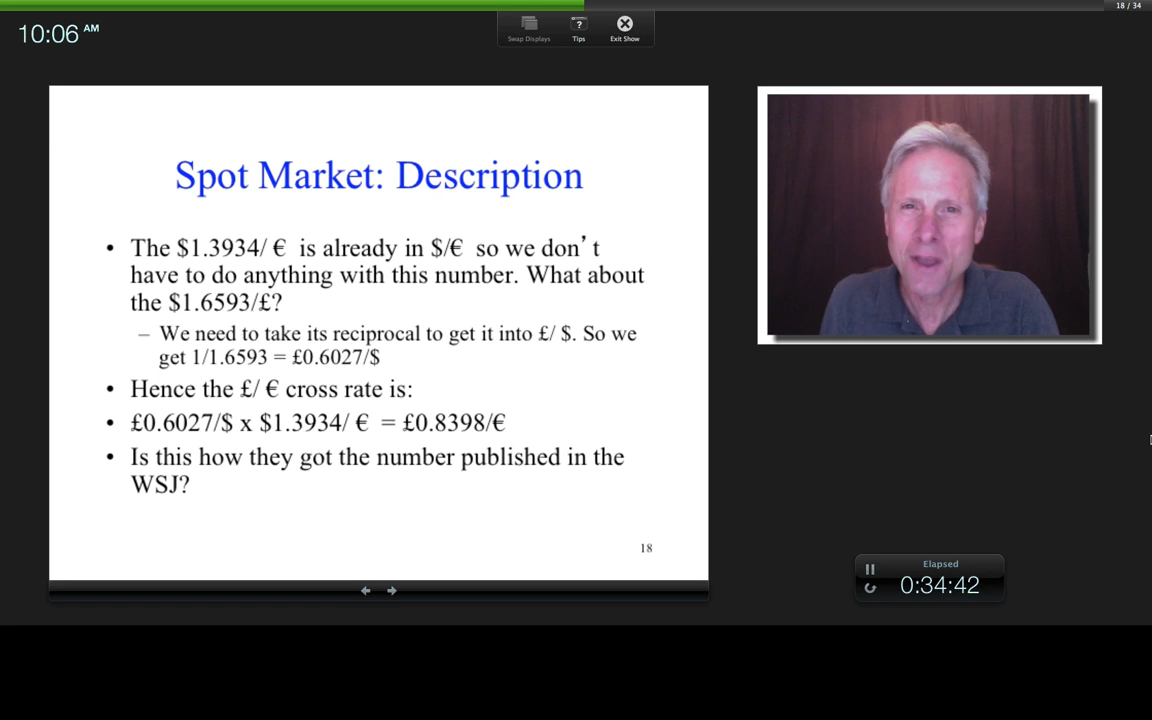 18 / 34
10:06 AM
Swap Displays
Tips
Exit Show
Spot Market: Description
• The $1.3934/ € is already in $/€ so we don’t
have to do anything with this number. What about
the $1.6593/£?
– We need to take its reciprocal to get it into £/ $. So we
get 1/1.6593 = £0.6027/$
• Hence the £/ € cross rate is:
• £0.6027/$ x $1.3934/ € = £0.8398/€
• Is this how they got the number published in the
WSJ?
18
Elapsed
0:34:42